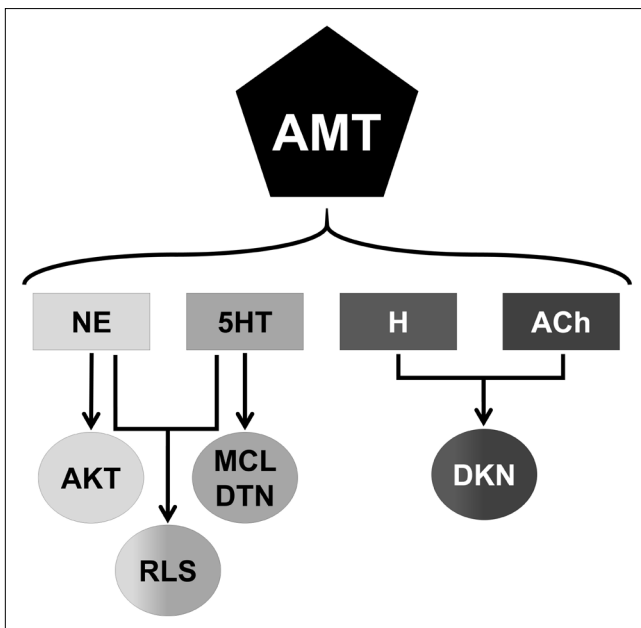 AMT
NE
5HT
H
ACh
AKT
MCL
DTN
DKN
RLS